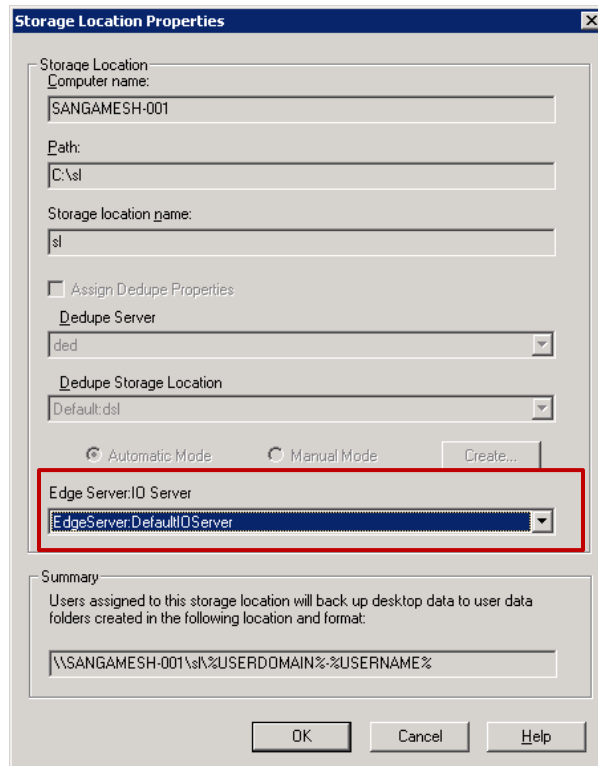 Storage Location Properties
Storage Location
Computer name:
SANGAMESH-001
Path:
C:\sl
Storage location name:
sl
Assign Dedupe Properties
Dedupe Server
ded
Dedupe Storage Location
Default:dsl
Automatic Mode Manual Mode Create...
Edge Server:IO Server
EdgeServer:DefaultIOServer
Summary
Users assigned to this storage location will back up desktop data to user data
folders created in the following location and format:
\\SANGAMESH-001\sl\%USERDOMAIN%-%USERNAME%
OK Cancel Help